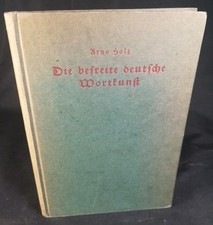 Arno Holz
Die befreite deutsche
Wortkunst